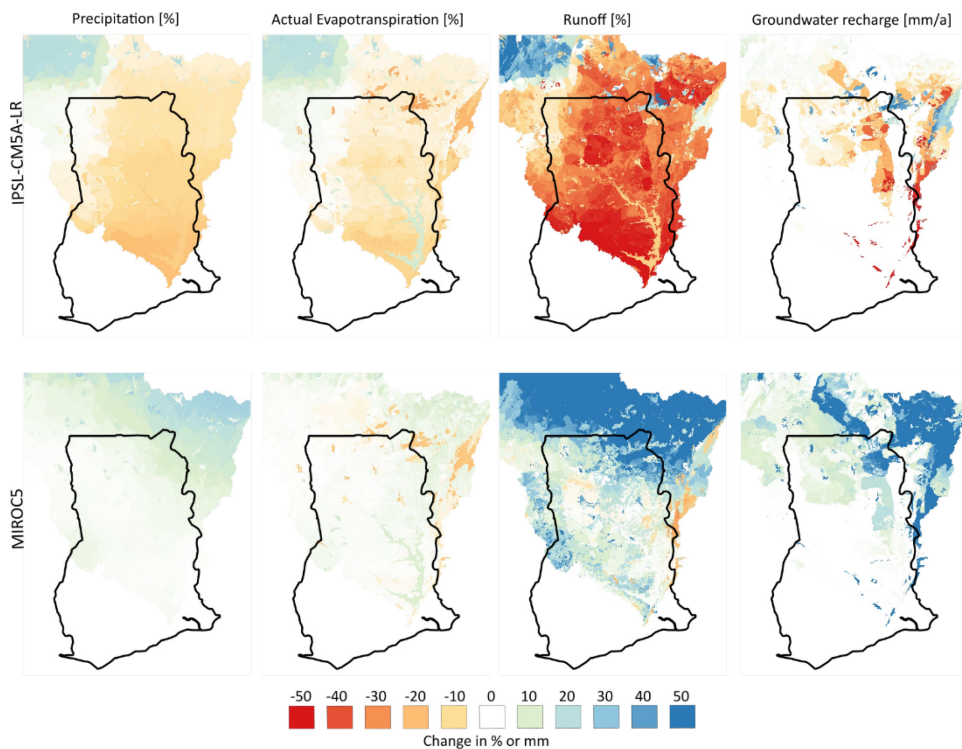 Precipitation [%] Actual Evapotranspiration [%] Runoff [%] Groundwater recharge [mm/a]
IPSL-CM5A-LR
MIROC5
-50 -40 -30 -20 -10 0 10 20 30 40 50
Change in % or mm